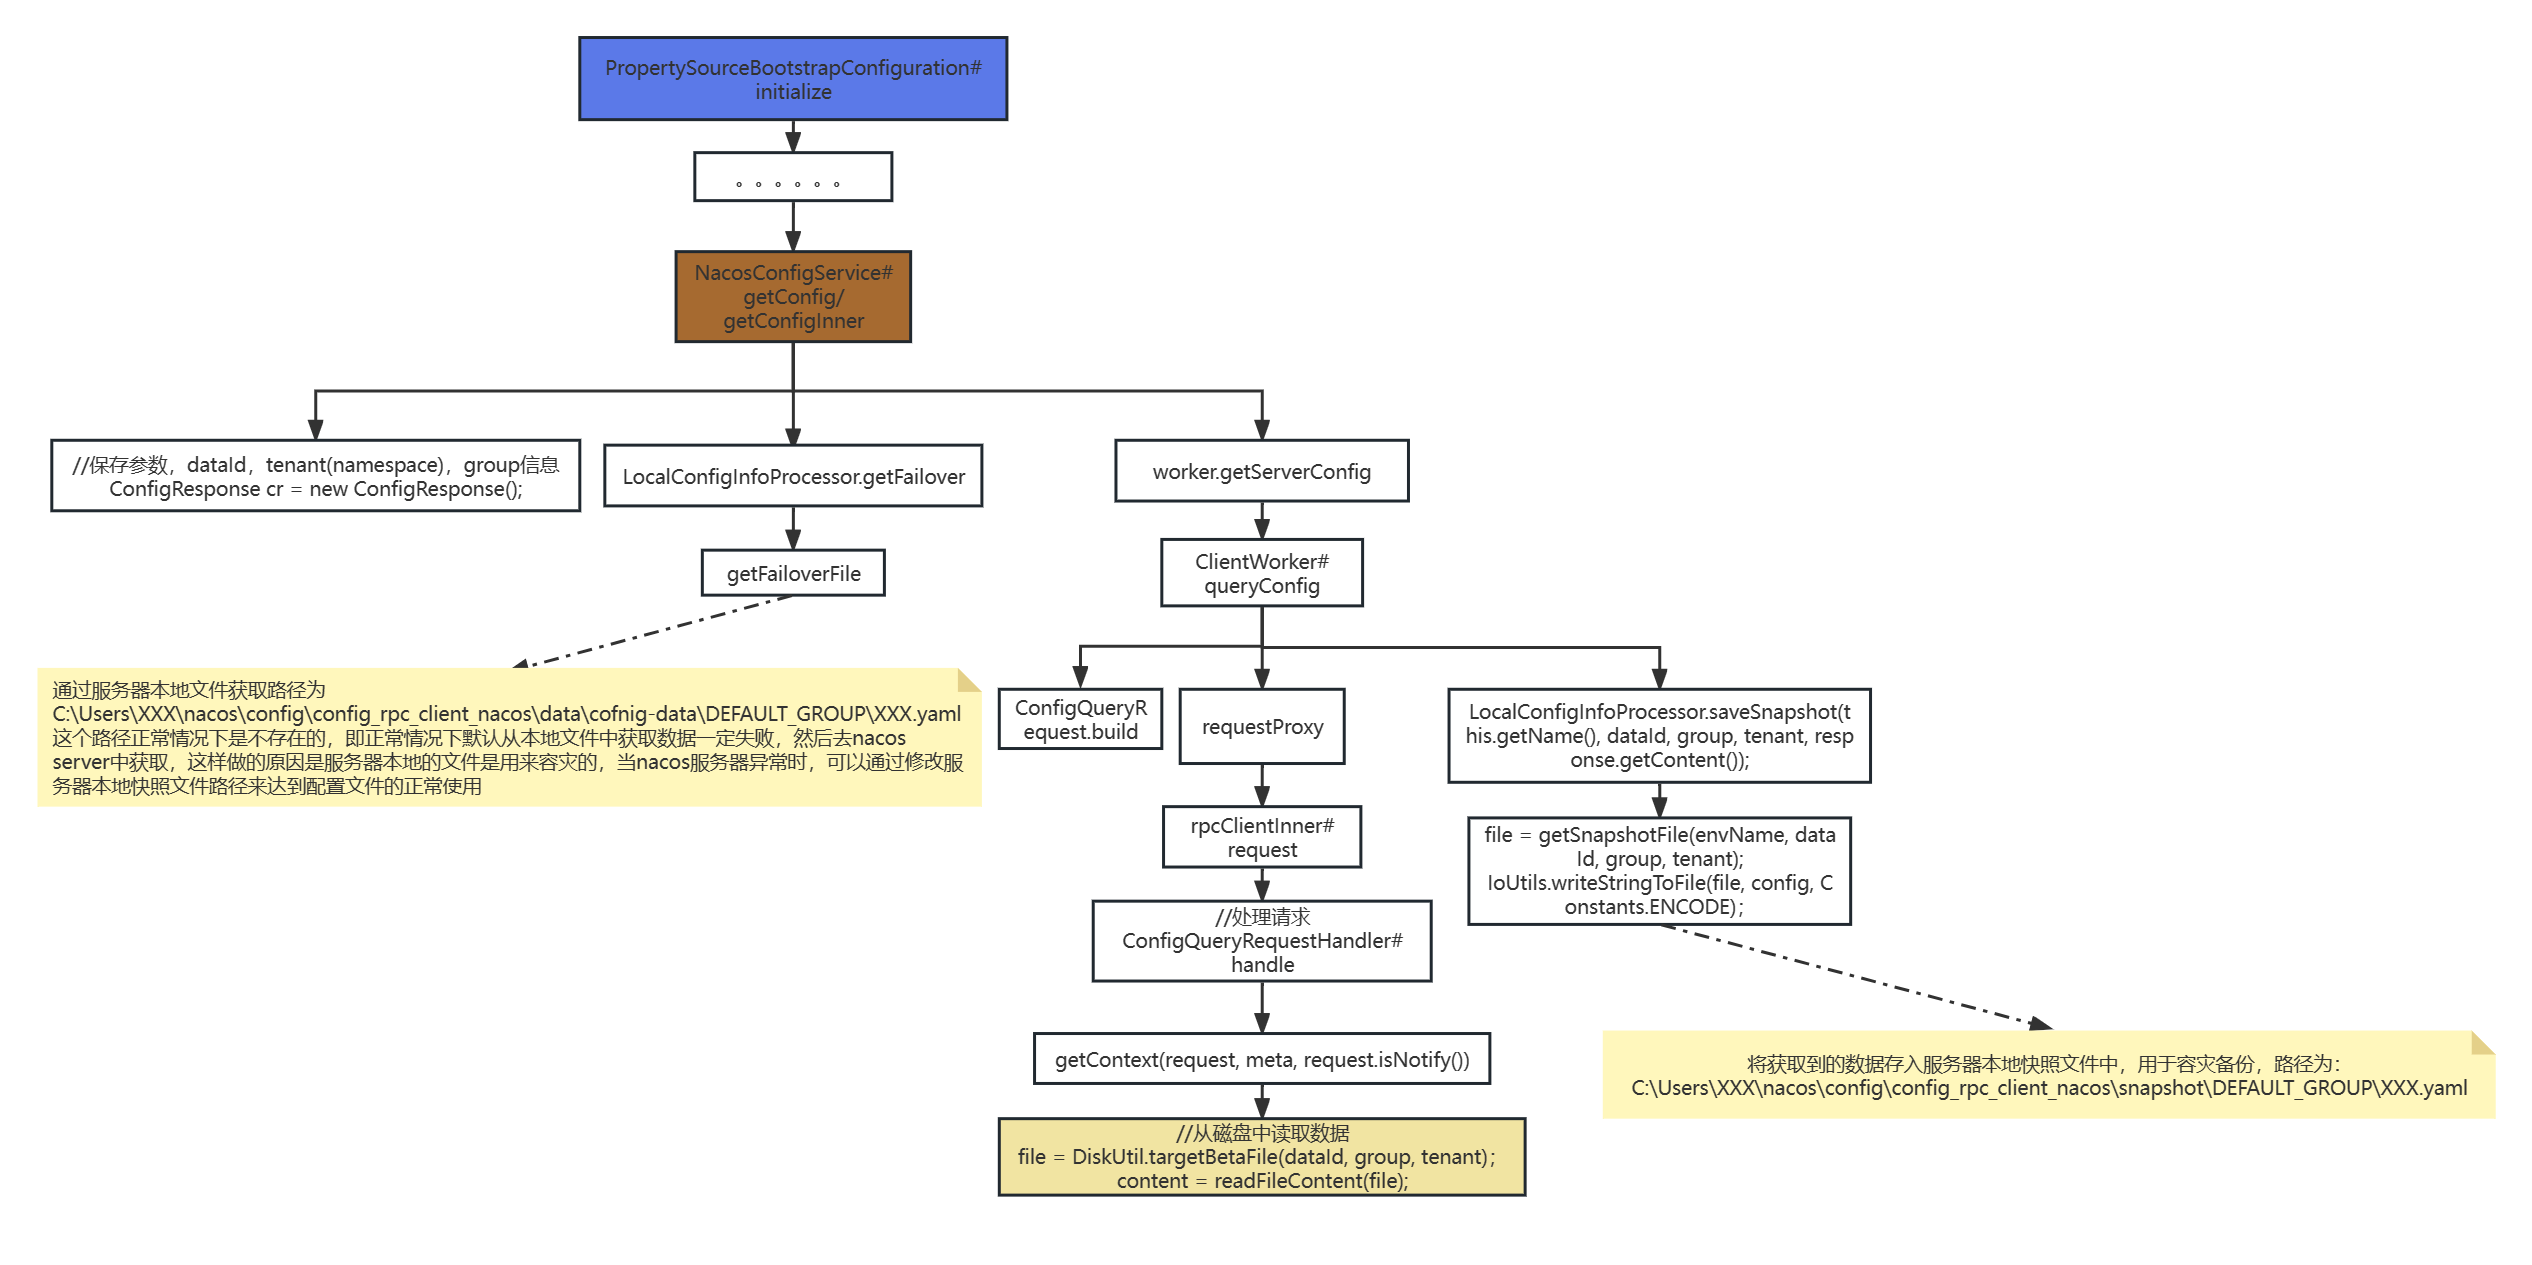 PropertySourceBootstrapConfiguration#
initialize
。。。。。。
NacosConfigService#
getConfig/
getConfigInner
//保存参数，dataId，tenant(namespace)，group信息
ConfigResponse cr = new ConfigResponse();
LocalConfigInfoProcessor.getFailover
worker.getServerConfig
getFailoverFile
ClientWorker#
queryConfig
通过服务器本地文件获取路径为
C:\Users\XXX\nacos\config\config_rpc_client_nacos\data\cofnig-data\DEFAULT_GROUP\XXX.yaml
这个路径正常情况下是不存在的，即正常情况下默认从本地文件中获取数据一定失败，然后去nacos
server中获取，这样做的原因是服务器本地的文件是用来容灾的，当nacos服务器异常时，可以通过修改服
务器本地快照文件路径来达到配置文件的正常使用
ConfigQueryR
equest.build
requestProxy
LocalConfigInfoProcessor.saveSnapshot(t
his.getName(), dataId, group, tenant, resp
onse.getContent());
rpcClientInner#
request
file = getSnapshotFile(envName, data
Id, group, tenant);
IoUtils.writeStringToFile(file, config, C
onstants.ENCODE)；
//处理请求
ConfigQueryRequestHandler#
handle
getContext(request, meta, request.isNotify())
将获取到的数据存入服务器本地快照文件中，用于容灾备份，路径为：
C:\Users\XXX\nacos\config\config_rpc_client_nacos\snapshot\DEFAULT_GROUP\XXX.yaml
//从磁盘中读取数据
file = DiskUtil.targetBetaFile(dataId, group, tenant)；
content = readFileContent(file);